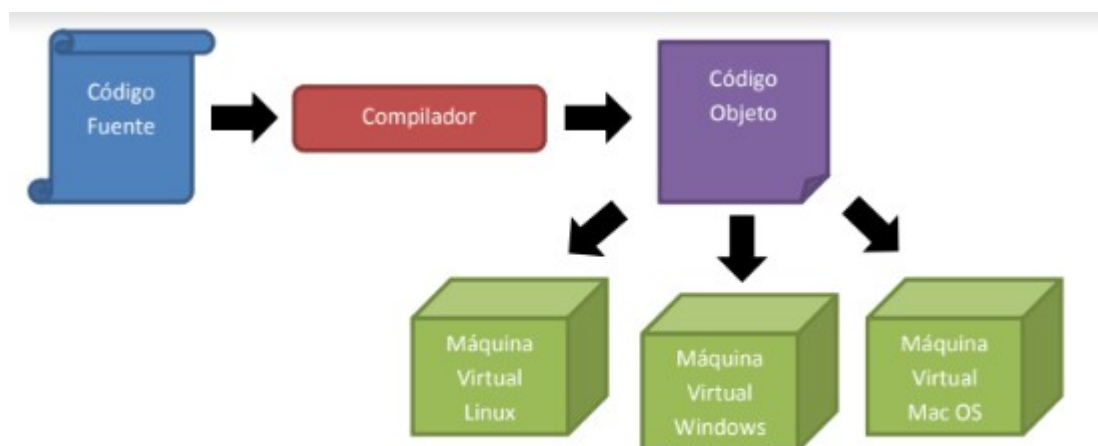 Código
Fuente
Compilador
Código
Objeto
Máquina
Virtual
Linux
Máquina
Virtual
Windows
Máquina
Virtual
Mac OS